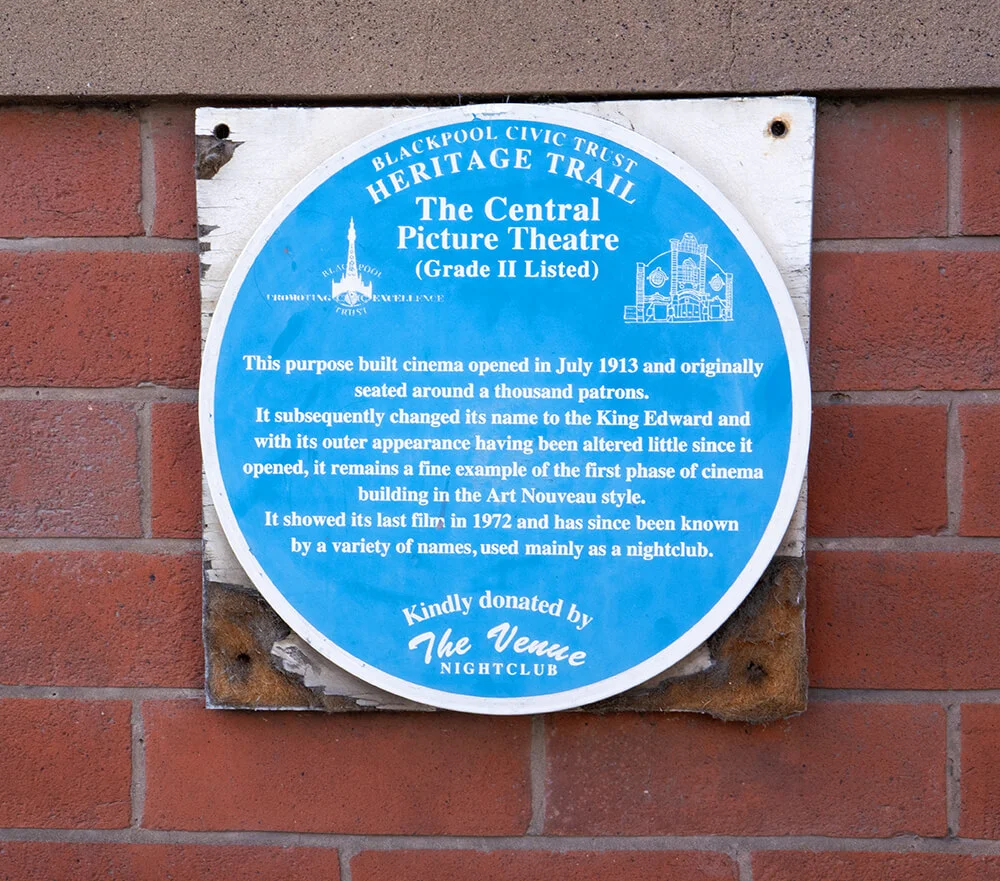 BLACKPOOL CIVIC TRUST
HERITAGE TRAIL
The Central
Picture Theatre
(Grade II Listed)
BLACKPOOL
PROMOTING CIVIC EXCELLENCE
TRUST
This purpose built cinema opened in July 1913 and originally
seated around a thousand patrons.
It subsequently changed its name to the King Edward and
with its outer appearance having been altered little since it
opened, it remains a fine example of the first phase of cinema
building in the Art Nouveau style.
It showed its last film in 1972 and has since been known
by a variety of names, used mainly as a nightclub.
Kindly donated by
The Venue
NIGHTCLUB